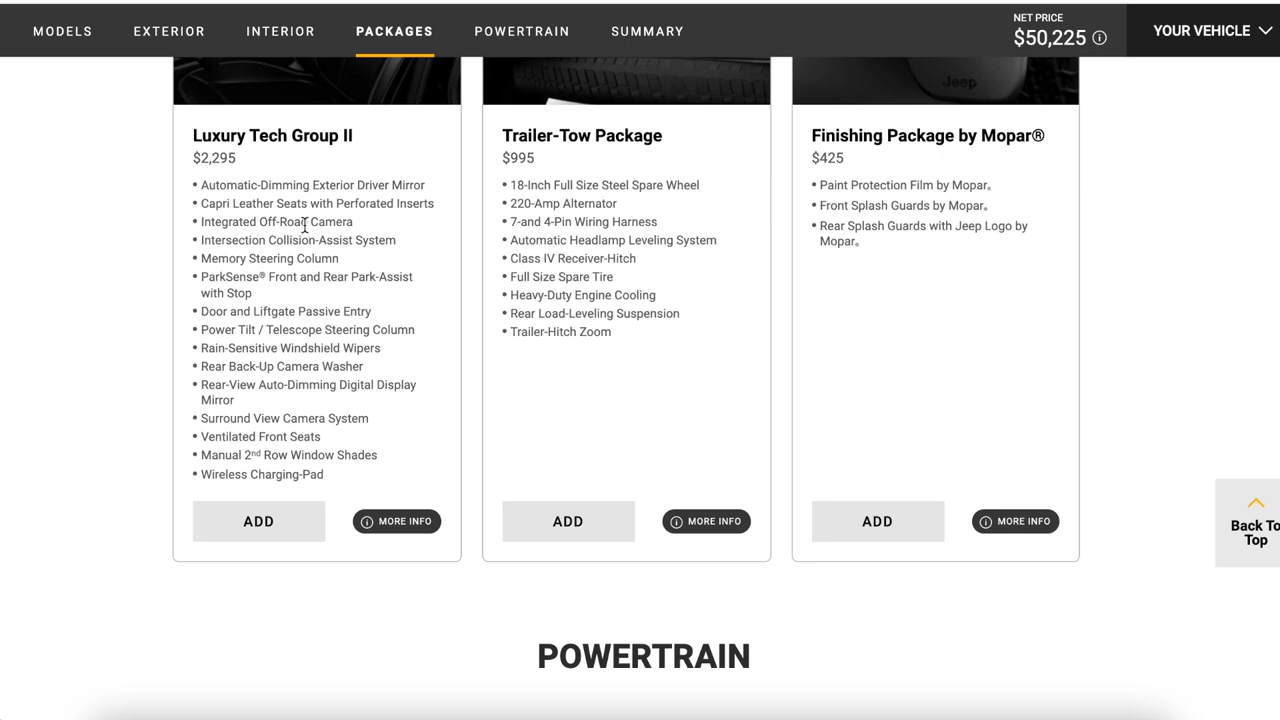 MODELS EXTERIOR INTERIOR PACKAGES POWERTRAIN SUMMARY
NET PRICE
$50,225
YOUR VEHICLE
Jeep
Luxury Tech Group II
$2,295
• Automatic-Dimming Exterior Driver Mirror
• Capri Leather Seats with Perforated Inserts
• Integrated Off-Road Camera
• Intersection Collision-Assist System
• Memory Steering Column
• ParkSense® Front and Rear Park-Assist
with Stop
• Door and Liftgate Passive Entry
• Power Tilt / Telescope Steering Column
• Rain-Sensitive Windshield Wipers
• Rear Back-Up Camera Washer
• Rear-View Auto-Dimming Digital Display
Mirror
• Surround View Camera System
• Ventilated Front Seats
• Manual 2nd Row Window Shades
• Wireless Charging-Pad
ADD
MORE INFO
Trailer-Tow Package
$995
• 18-Inch Full Size Steel Spare Wheel
• 220-Amp Alternator
• 7-and 4-Pin Wiring Harness
• Automatic Headlamp Leveling System
• Class IV Receiver-Hitch
• Full Size Spare Tire
• Heavy-Duty Engine Cooling
• Rear Load-Leveling Suspension
• Trailer-Hitch Zoom
ADD
MORE INFO
Finishing Package by Mopar®
$425
• Paint Protection Film by Mopar®
• Front Splash Guards by Mopar®
• Rear Splash Guards with Jeep Logo by
Mopar®
ADD
MORE INFO
Back To
Top
POWERTRAIN